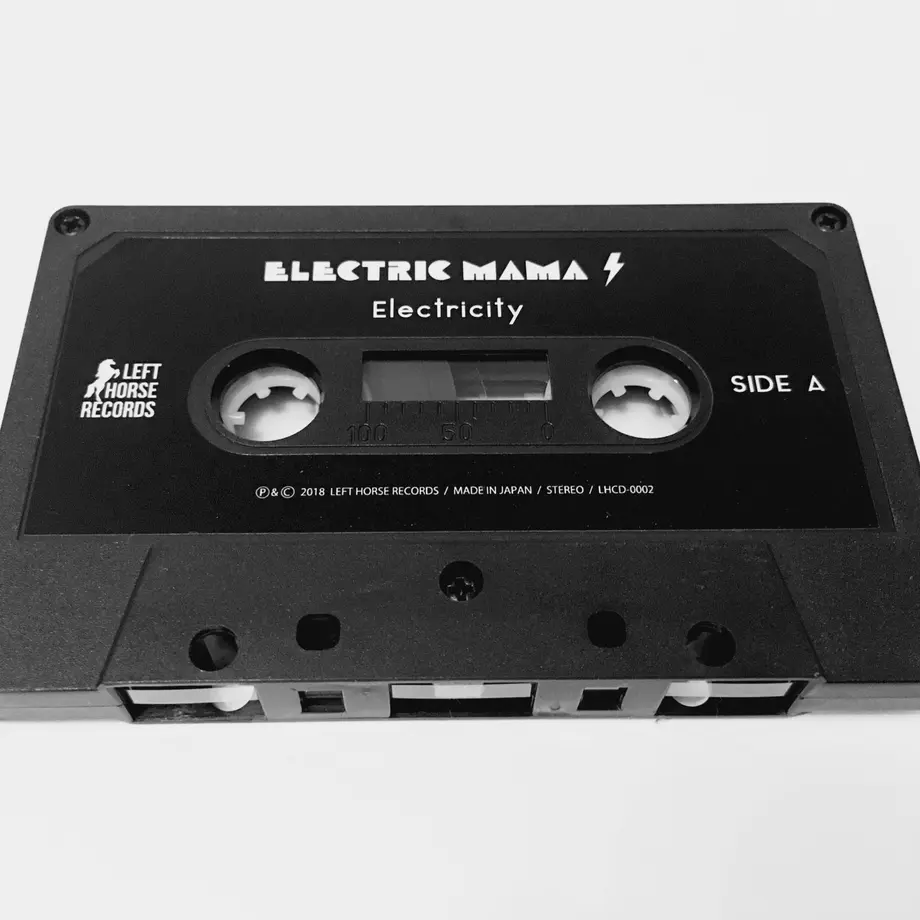 ELECTRIC MAMA
Electricity
LEFT
HORSE
RECORDS
SIDE A
100 50 0
℗ & © 2018 LEFT HORSE RECORDS / MADE IN JAPAN / STEREO / LHCD-0002